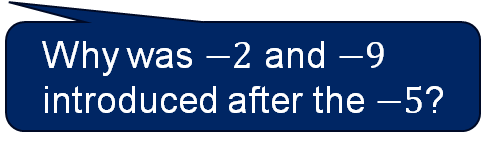 Why was −2 and −9
introduced after the −5?